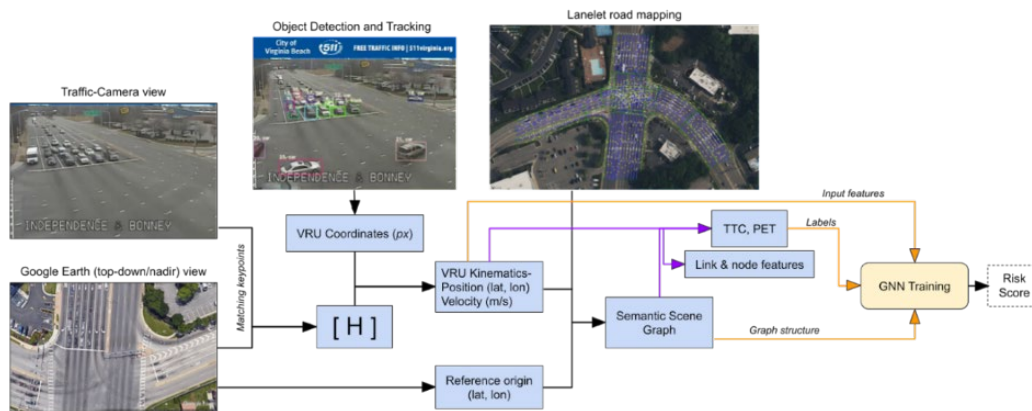 Object Detection and Tracking
Lanelet road mapping
City of
Virginia Beach
511
FREE TRAFFIC INFO | 511virginia.org
Traffic-Camera view
INDEPENDENCE & BONNEY
INDEPENDENCE & BONNEY
Input features
VRU Coordinates (px)
TTC, PET
Labels
Matching keypoints
Google Earth (top-down/nadir) view
VRU Kinematics-
Position (lat, lon)
Velocity (m/s)
Link & node features
GNN Training
Risk
Score
[ H ]
Semantic Scene
Graph
Graph structure
Reference origin
(lat, lon)